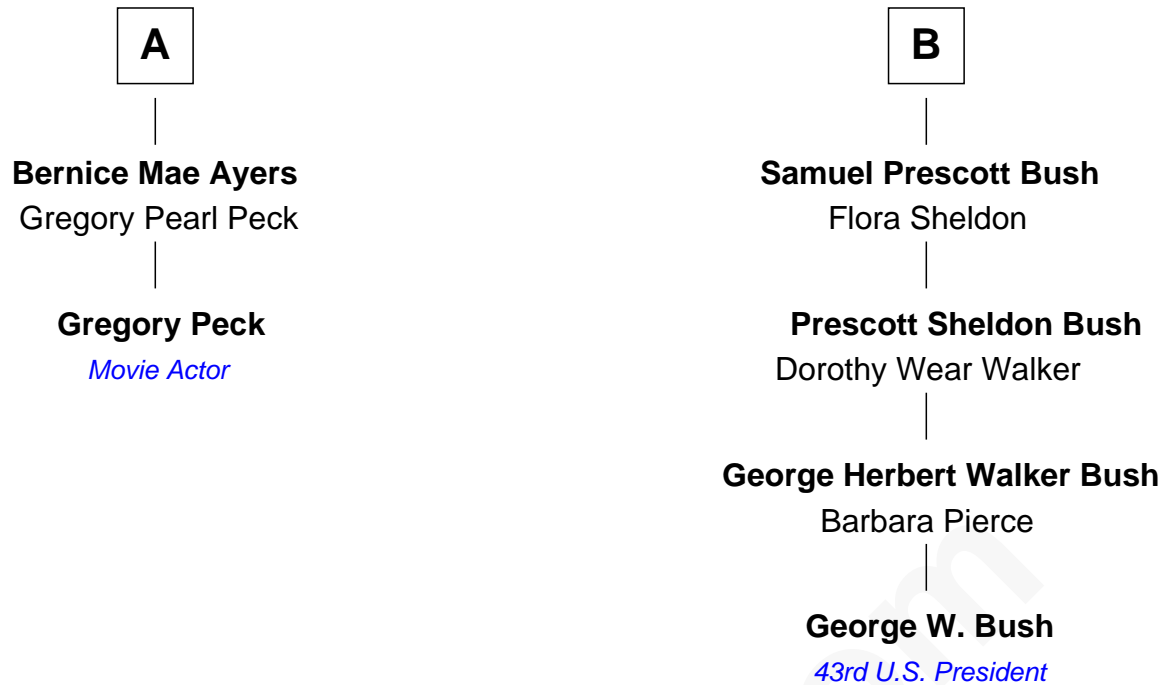 A
Bernice Mae Ayers
Gregory Pearl Peck
Gregory Peck
Movie Actor
B
Samuel Prescott Bush
Flora Sheldon
Prescott Sheldon Bush
Dorothy Wear Walker
George Herbert Walker Bush
Barbara Pierce
George W. Bush
43rd U.S. President